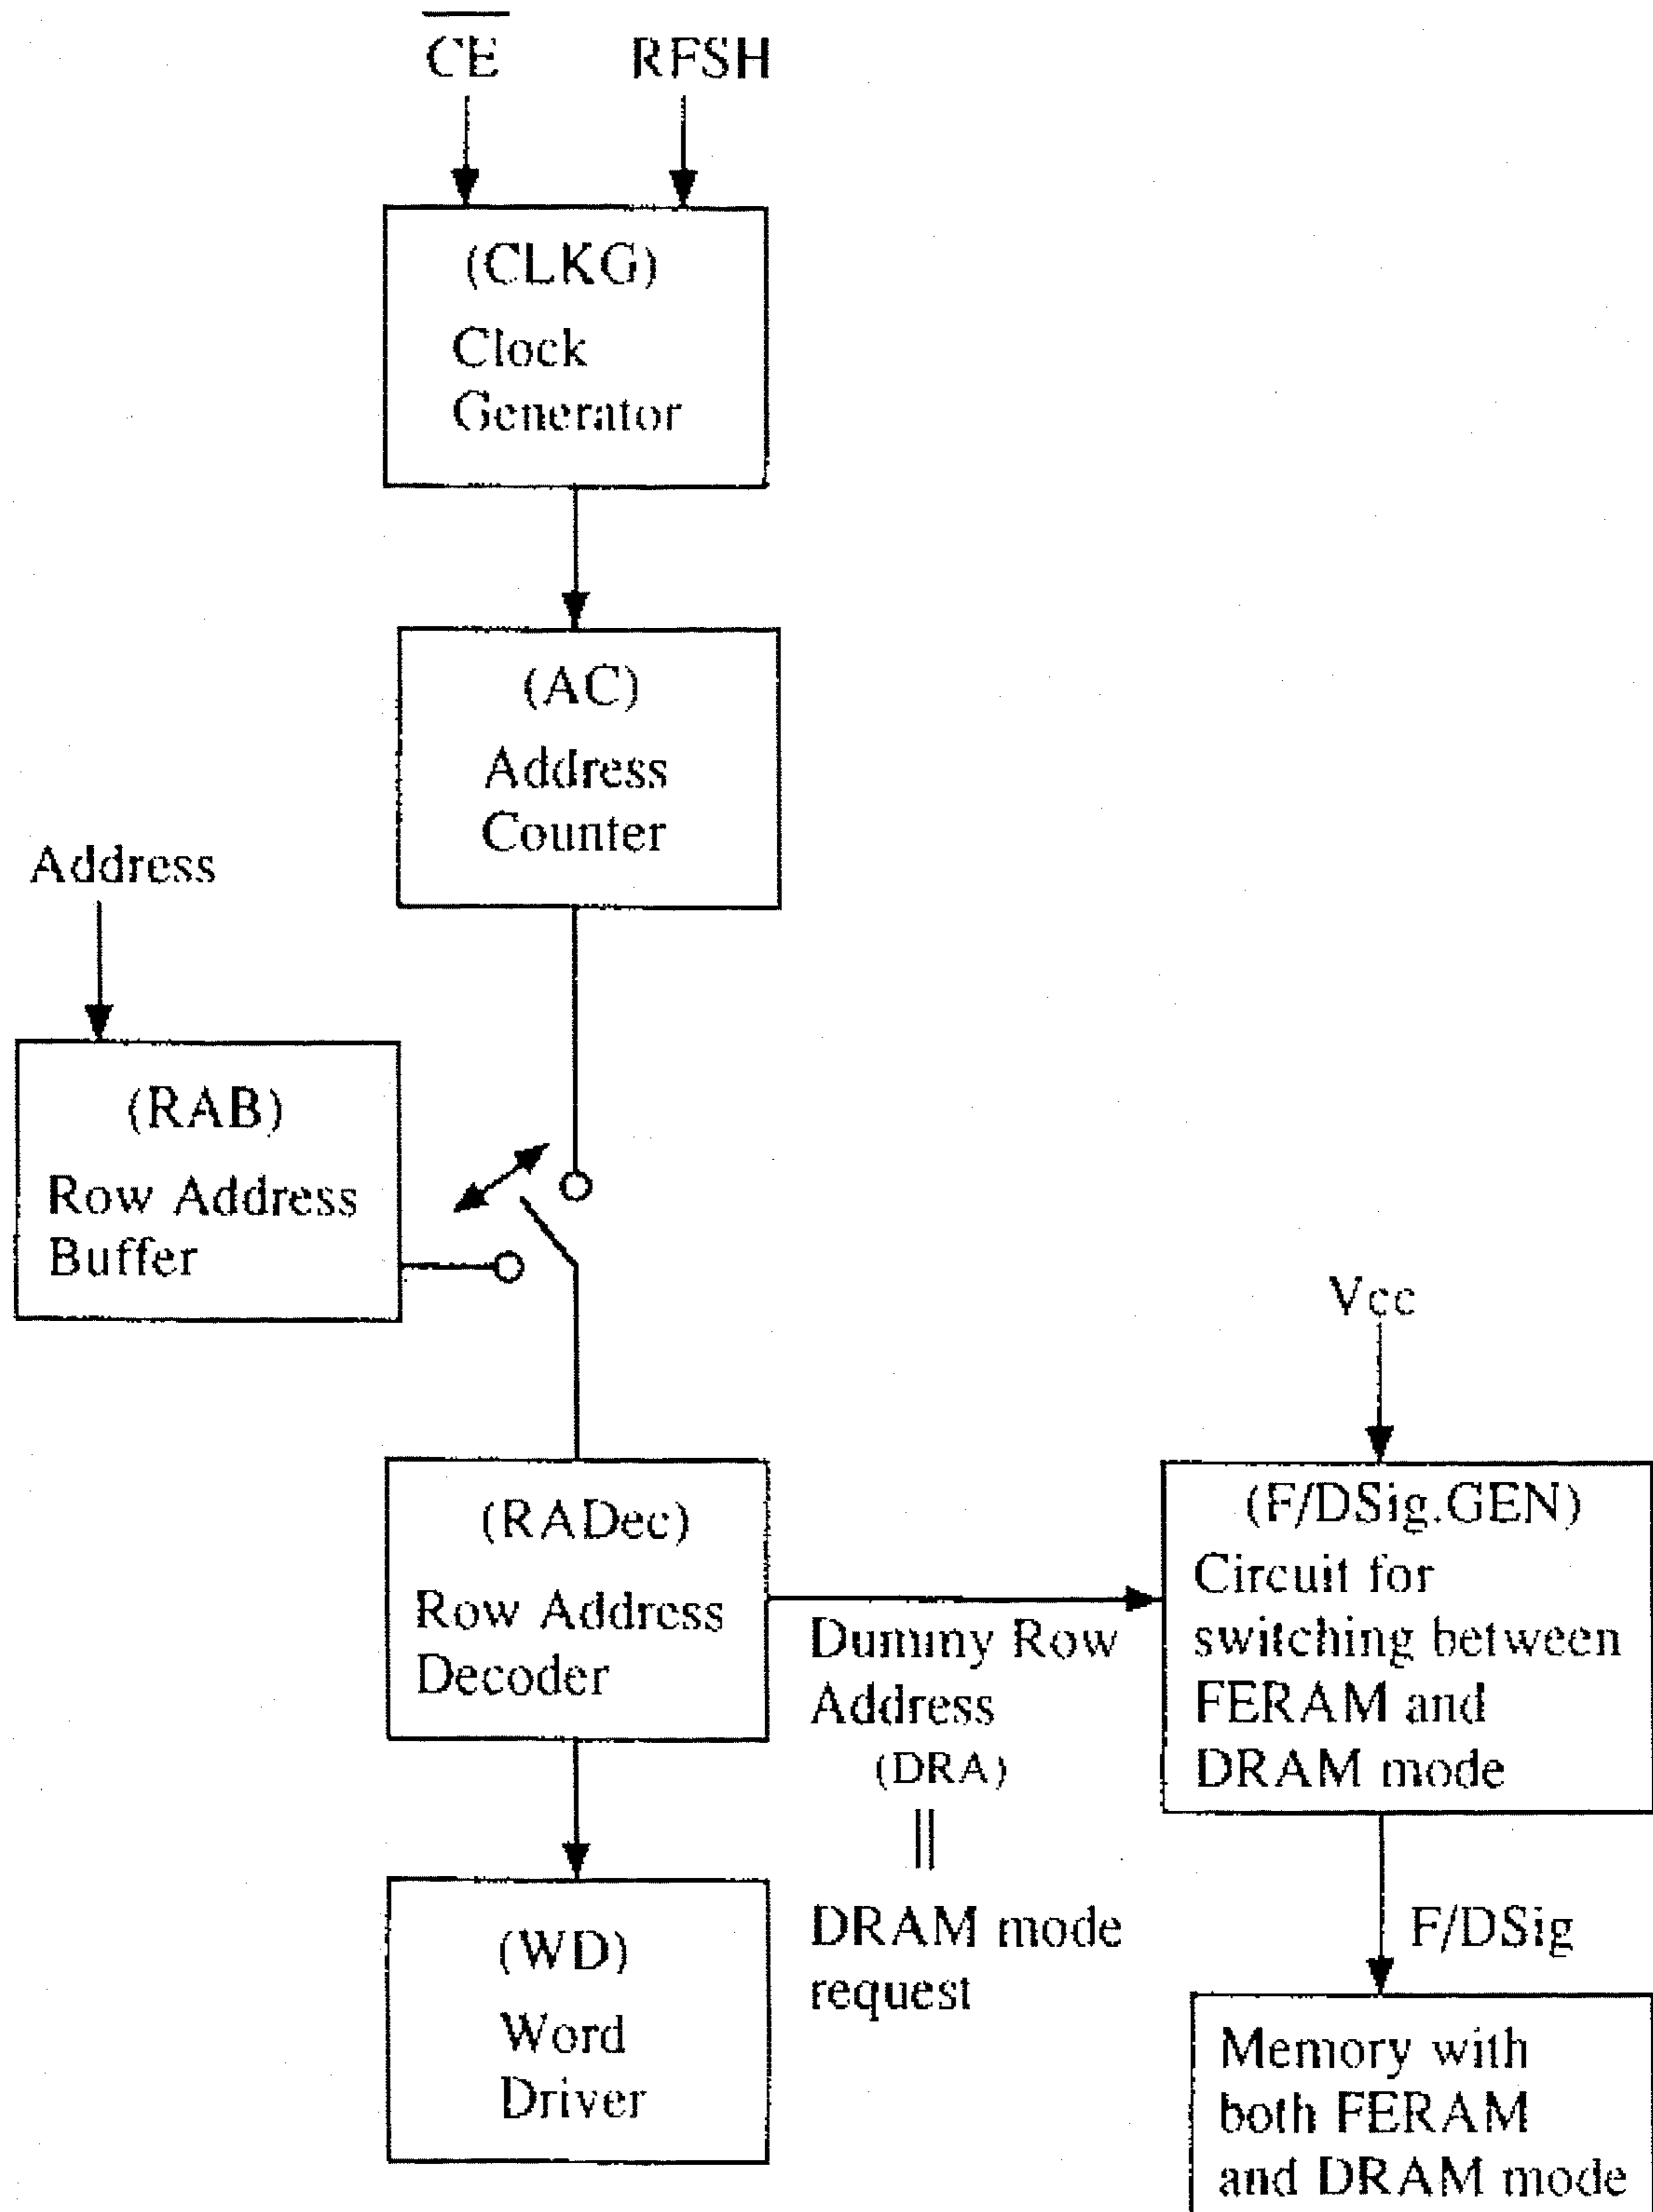 C̅E̅ RFSH
(CLKG)
Clock
Generator
(AC)
Address
Counter
Address
(RAB)
Row Address
Buffer
Vcc
(RADec)
Row Address
Decoder
Dummy Row
Address
(DRA)
||
DRAM mode
request
(F/DSig.GEN)
Circuit for
switching between
FERAM and
DRAM mode
F/DSig
(WD)
Word
Driver
Memory with
both FERAM
and DRAM mode